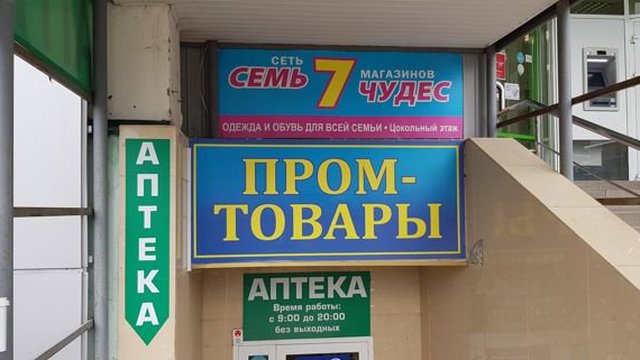 СЕТЬ
СЕМЬ 7 МАГАЗИНОВ
ЧУДЕС
ОДЕЖДА И ОБУВЬ ДЛЯ ВСЕЙ СЕМЬИ • Цокольный этаж
ПРОМ-
ТОВАРЫ
АПТЕКА
АПТЕКА
Время работы:
с 9:00 до 20:00
без выходных